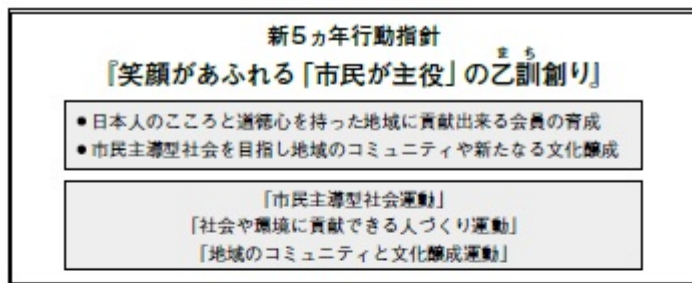 新5ヵ年行動指針
まち
『笑顔があふれる「市民が主役」の乙訓創り』
●日本人のこころと道徳心を持った地域に貢献出来る会員の育成
●市民主導型社会を目指し地域のコミュニティや新たなる文化醸成
「市民主導型社会運動」
「社会や環境に貢献できる人づくり運動」
「地域のコミュニティと文化醸成運動」